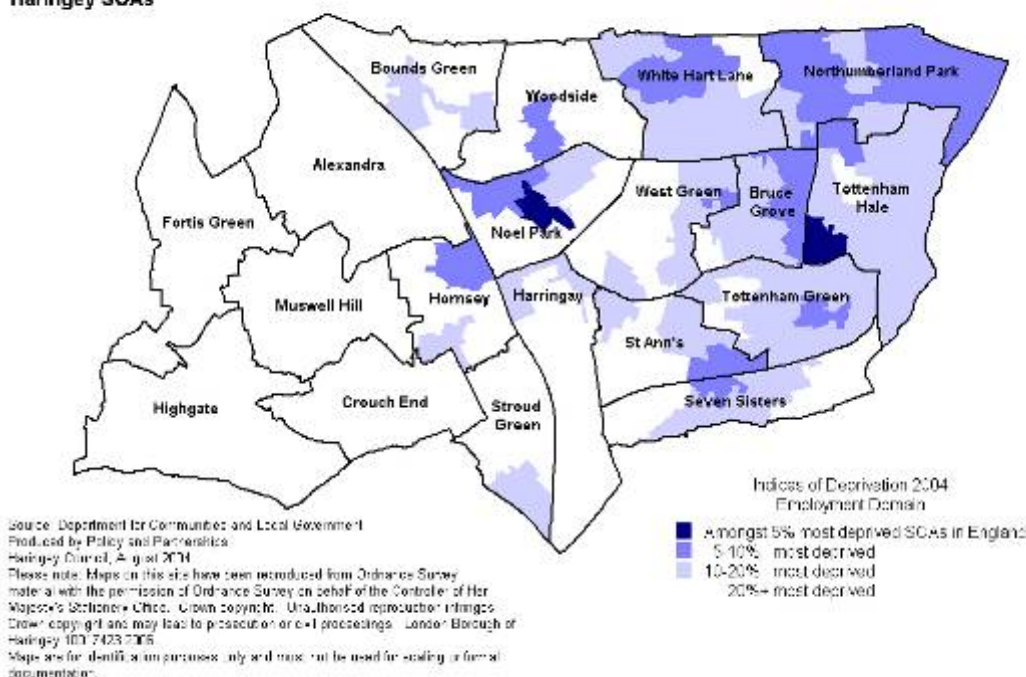 Haringey SOAs
Bounds Green
White Hart Lane
Northumberland Park
Woodside
Alexandra
West Green
Bruce
Grove
Tottenham
Hale
Fortis Green
Noel Park
Muswell Hill
Hornsey
Harringay
Tottenham Green
St Ann's
Highgate
Crouch End
Stroud
Green
Seven Sisters
Indices of Deprivation 2004
Employment Domain
Amongst 5% most deprived SOAs in England
5-10% most deprived
10-20% most deprived
20%+ most deprived
Source: Department for Communities and Local Government
Produced by Policy and Partnerships
Haringey Council, August 2004
Please note: Maps on this site have been reproduced from Ordnance Survey
material with the permission of Ordnance Survey on behalf of the Controller of Her
Majesty's Stationery Office. Crown copyright. Unauthorised reproduction infringes
Crown copyright and may lead to prosecution or civil proceedings. London Borough of
Haringey
Maps are for identification purposes only and must not be used for scaling or formal
documentation.